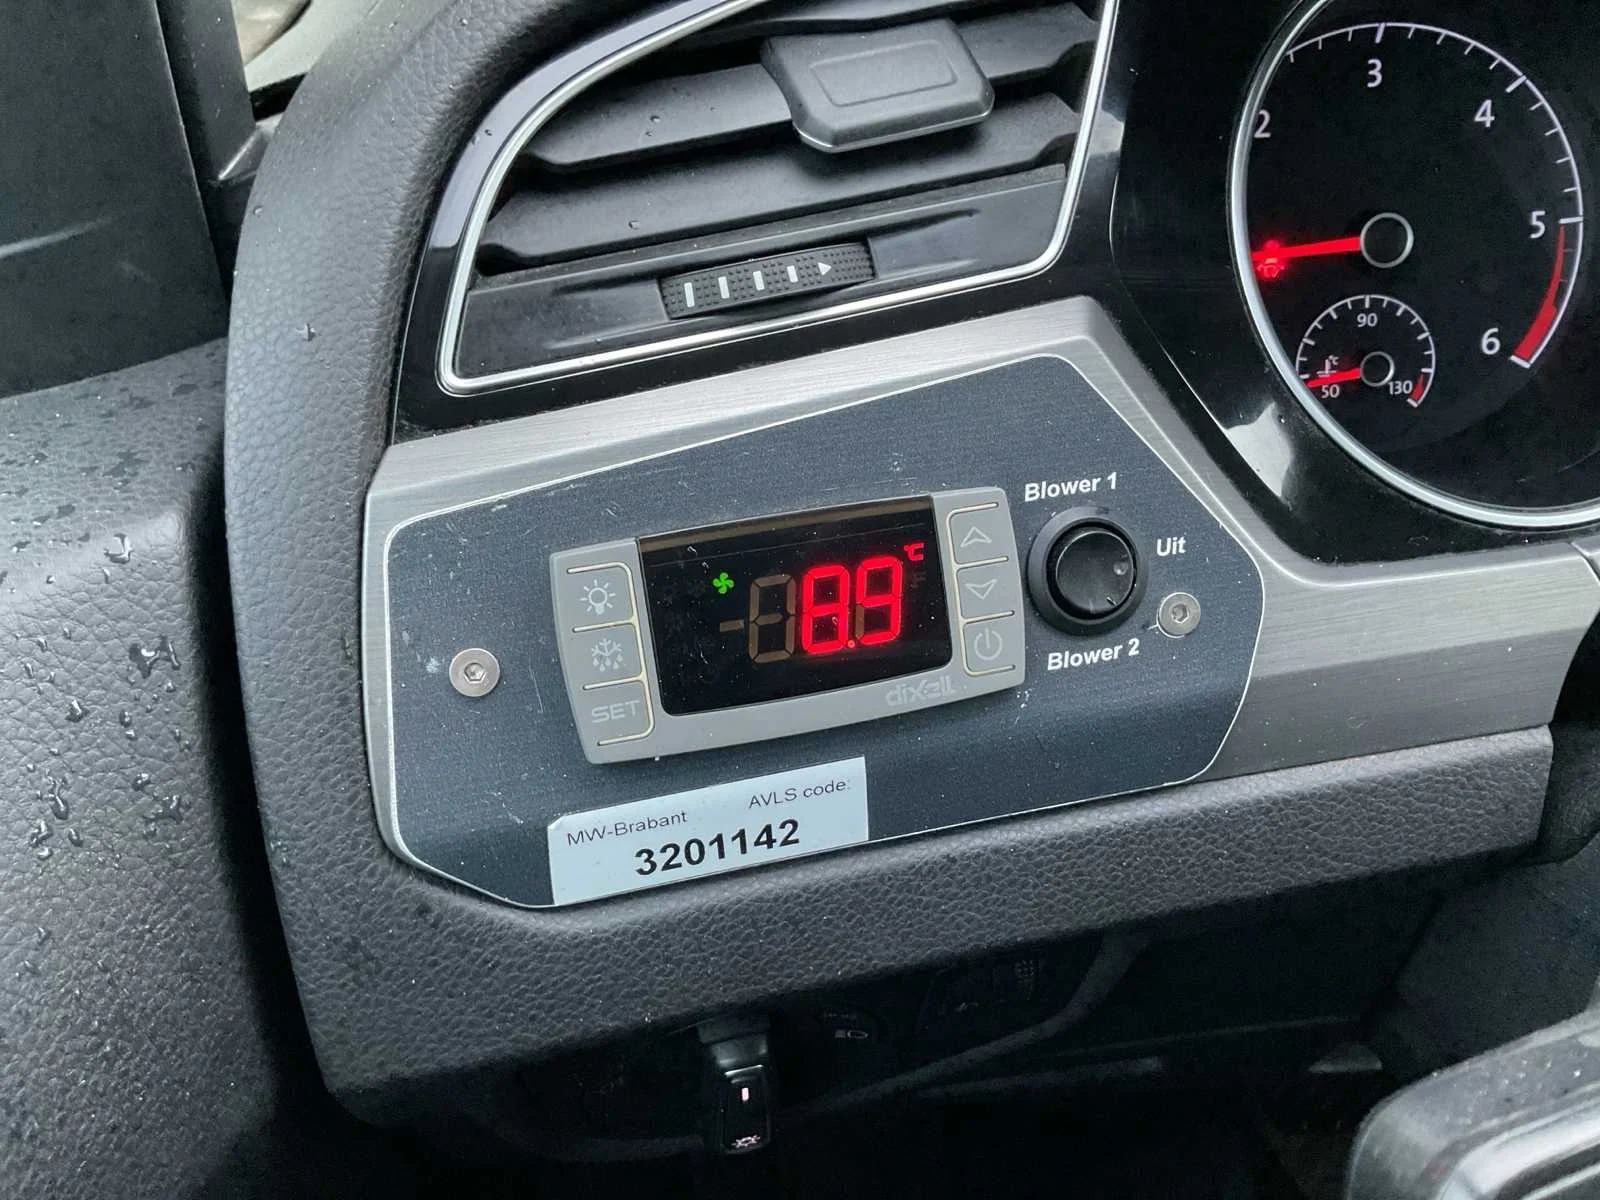 2
3
4
5
6
90
°C
50
130
Blower 1
Uit
Blower 2
8.9 °C
SET
dixell
MW-Brabant
AVLS code:
3201142